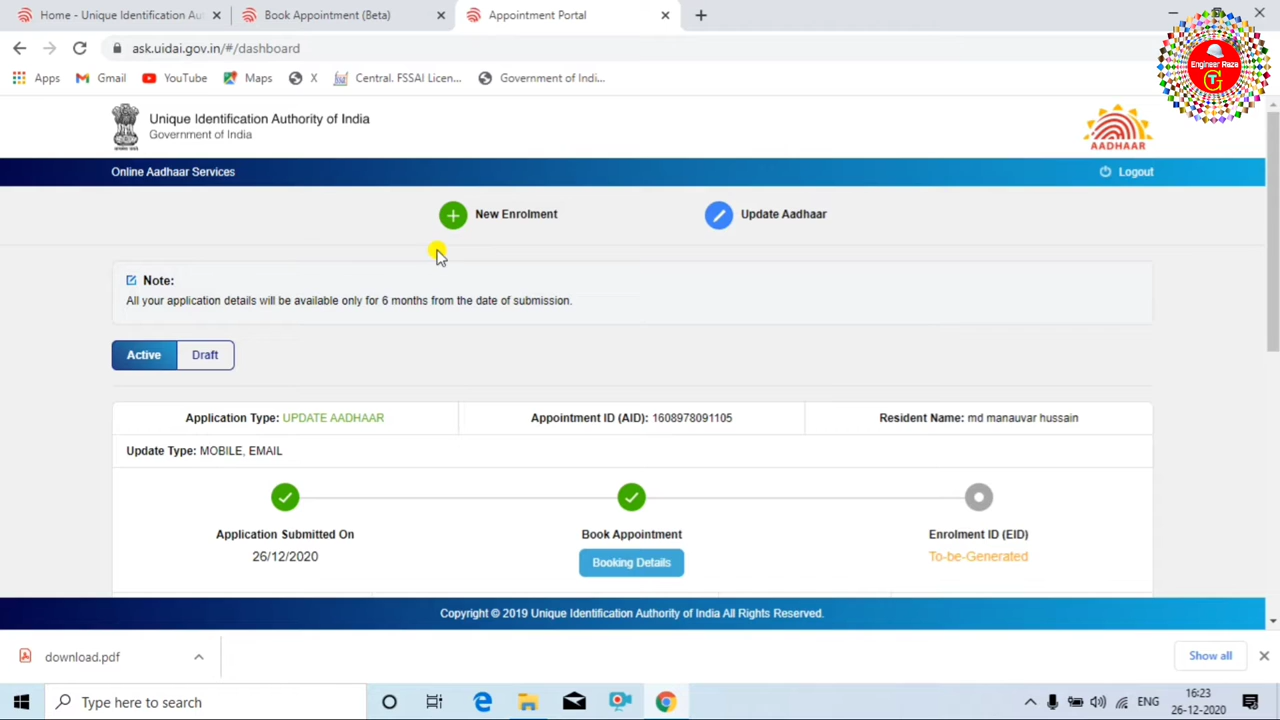 Home - Unique Identification Aut
Book Appointment (Beta)
Appointment Portal
ask.uidai.gov.in/#/dashboard
Apps
Gmail
YouTube
Maps
X
Central. FSSAI Licen...
Government of Indi...
Engineer Raza
TG
Unique Identification Authority of India
Government of India
AADHAAR
Online Aadhaar Services
Logout
New Enrolment
Update Aadhaar
Note:
All your application details will be available only for 6 months from the date of submission.
Active
Draft
Application Type: UPDATE AADHAAR
Appointment ID (AID): 1608978091105
Resident Name: md manauvar hussain
Update Type: MOBILE, EMAIL
Application Submitted On
Book Appointment
Enrolment ID (EID)
26/12/2020
Booking Details
To-be-Generated
Copyright © 2019 Unique Identification Authority of India All Rights Reserved.
download.pdf
Show all
Type here to search
ENG
16:23
26-12-2020